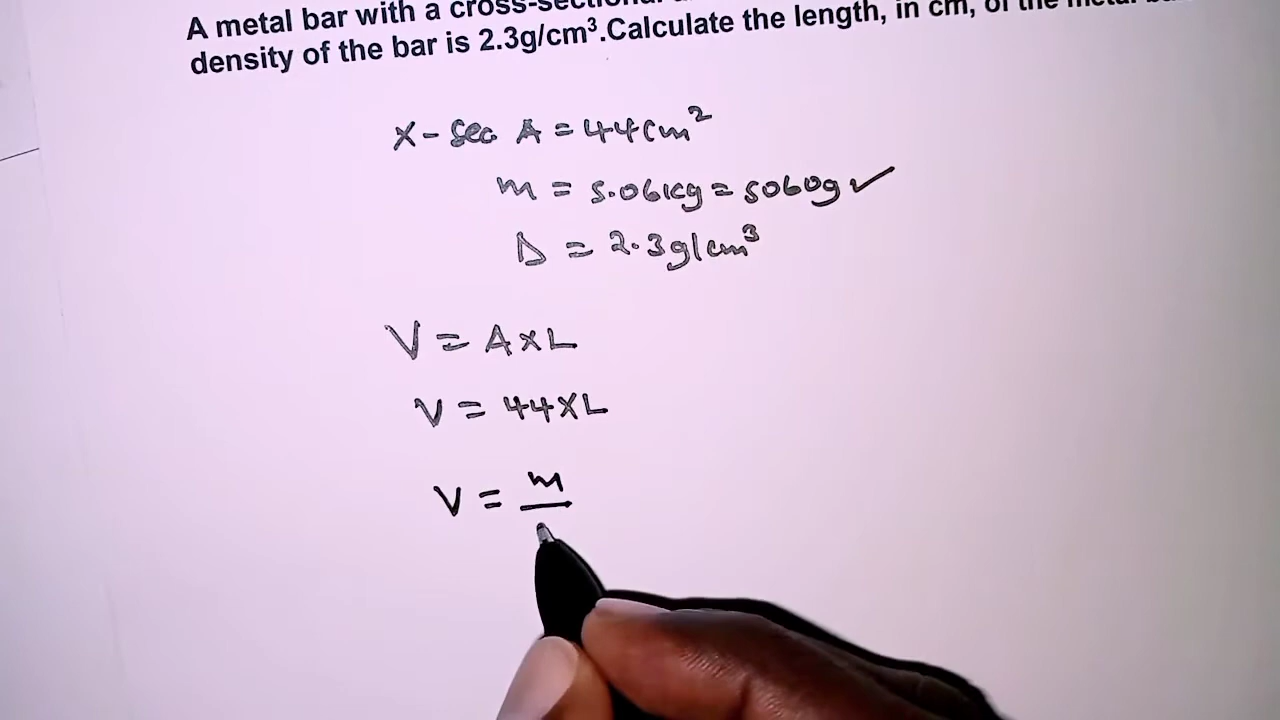 A metal bar with a cross-sectional
density of the bar is 2.3g/cm³.Calculate the length, in cm, of the metal
x-sec A = 44cm²
m = 5.06kg = 5060g ✓
D = 2.3g/cm³
V = A×L
V = 44×L
V = m